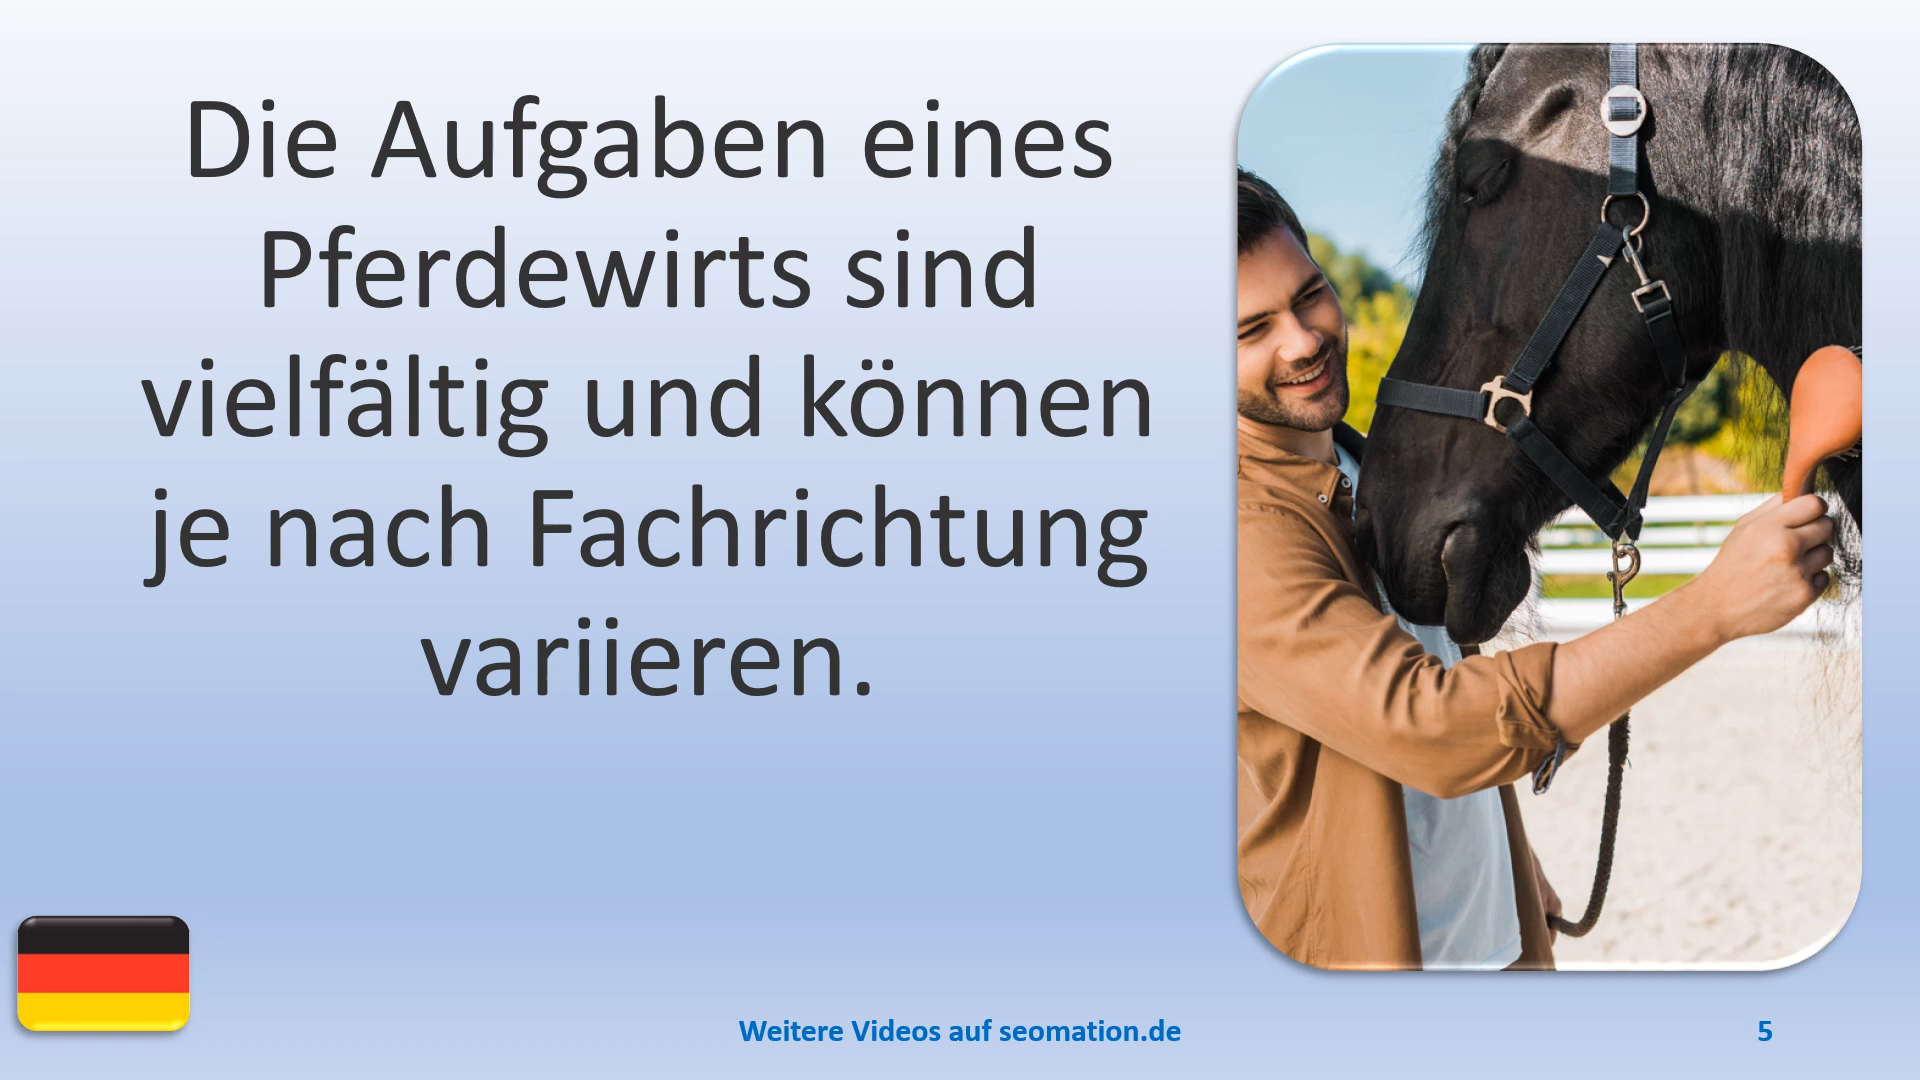 Die Aufgaben eines
Pferdewirts sind
vielfältig und können
je nach Fachrichtung
variieren.
Weitere Videos auf seomation.de
5